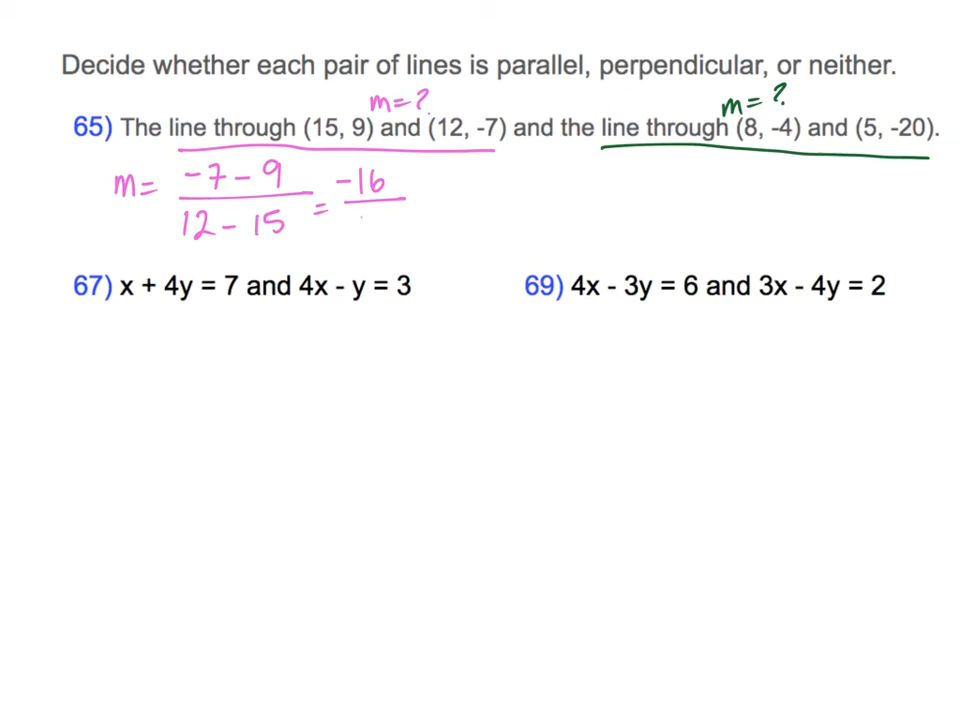 Decide whether each pair of lines is parallel, perpendicular, or neither.
m = ? m = ?
65) The line through (15, 9) and (12, -7) and the line through (8, -4) and (5, -20).
m = -7 - 9 / 12 - 15 = -16 /
67) x + 4y = 7 and 4x - y = 3
69) 4x - 3y = 6 and 3x - 4y = 2